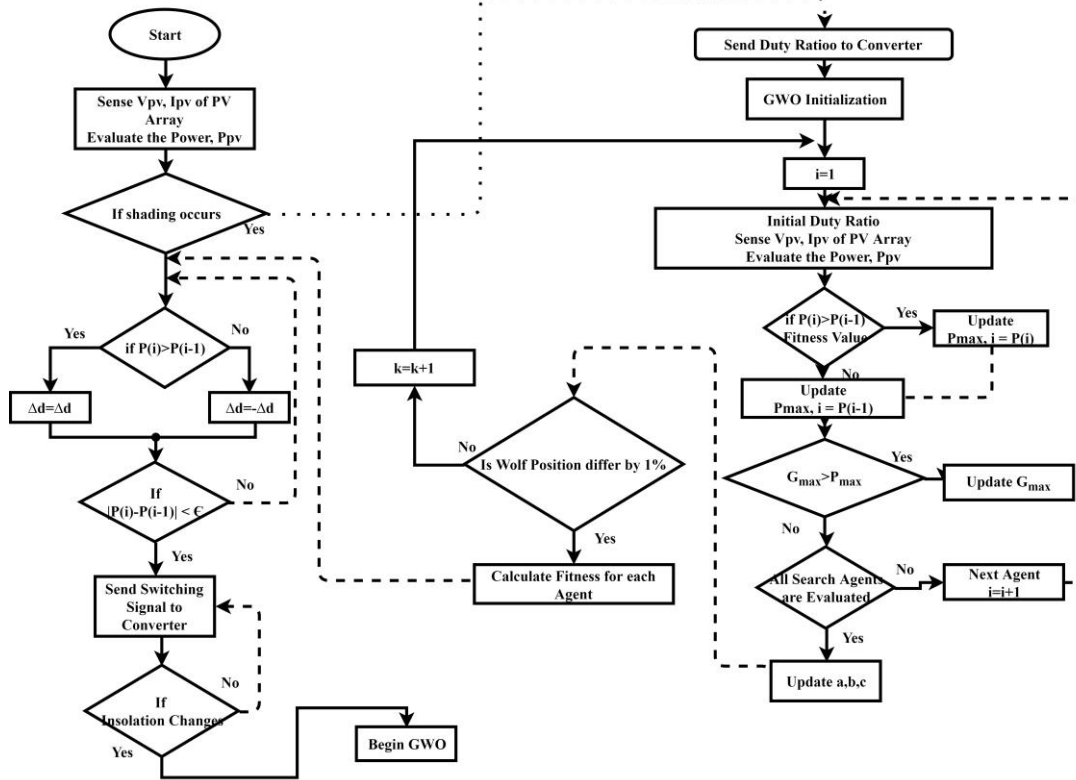 Start
Sense Vpv, Ipv of PV
Array
Evaluate the Power, Ppv
If shading occurs
Yes
if P(i)>P(i-1)
Yes
No
Δd=Δd
Δd=-Δd
If
|P(i)-P(i-1)| < Є
No
Yes
Send Switching
Signal to
Converter
If
Insolation Changes
No
Yes
Begin GWO
k=k+1
Is Wolf Position differ by 1%
No
Yes
Calculate Fitness for each
Agent
Send Duty Ratioo to Converter
GWO Initialization
i=1
Initial Duty Ratio
Sense Vpv, Ipv of PV Array
Evaluate the Power, Ppv
if P(i)>P(i-1)
Fitness Value
Yes
Update
Pmax, i = P(i)
No
Update
Pmax, i = P(i-1)
Gmax>Pmax
Yes
Update Gmax
No
All Search Agents
are Evaluated
No
Next Agent
i=i+1
Yes
Update a,b,c